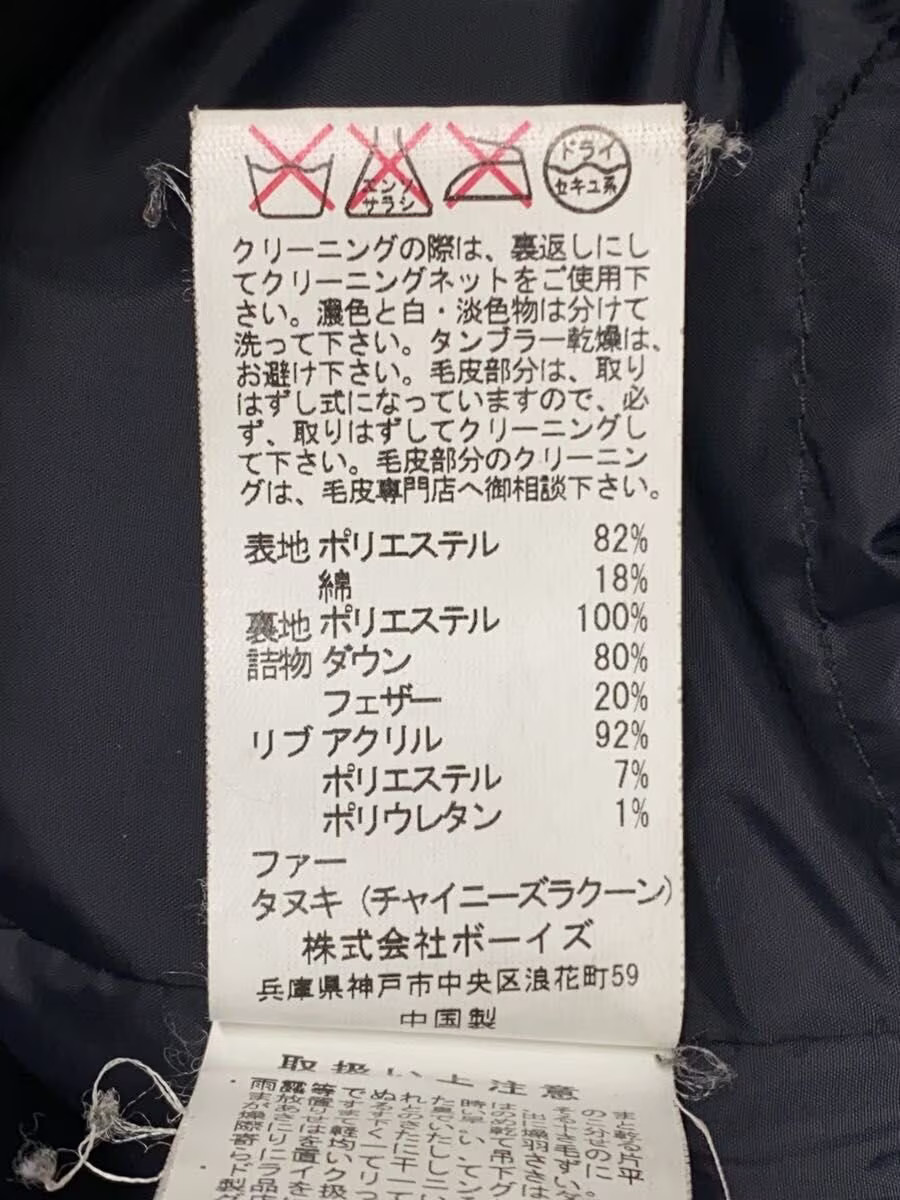 エンソ
サラシ
ドライ
セキユ系
クリーニングの際は、裏返しにし
てクリーニングネットをご使用下
さい。濃色と白・淡色物は分けて
洗って下さい。タンブラー乾燥は、
お避け下さい。毛皮部分は、取り
はずし式になっていますので、必
ず、取りはずしてクリーニングし
て下さい。毛皮部分のクリーニン
グは、毛皮専門店へ御相談下さい。
表地 ポリエステル 82%
綿 18%
裏地 ポリエステル 100%
詰物 ダウン 80%
フェザー 20%
リブ アクリル 92%
ポリエステル 7%
ポリウレタン 1%
ファー
タヌキ（チャイニーズラクーン）
株式会社ボーイズ
兵庫県神戸市中央区浪花町59
中国製
取扱い上注意